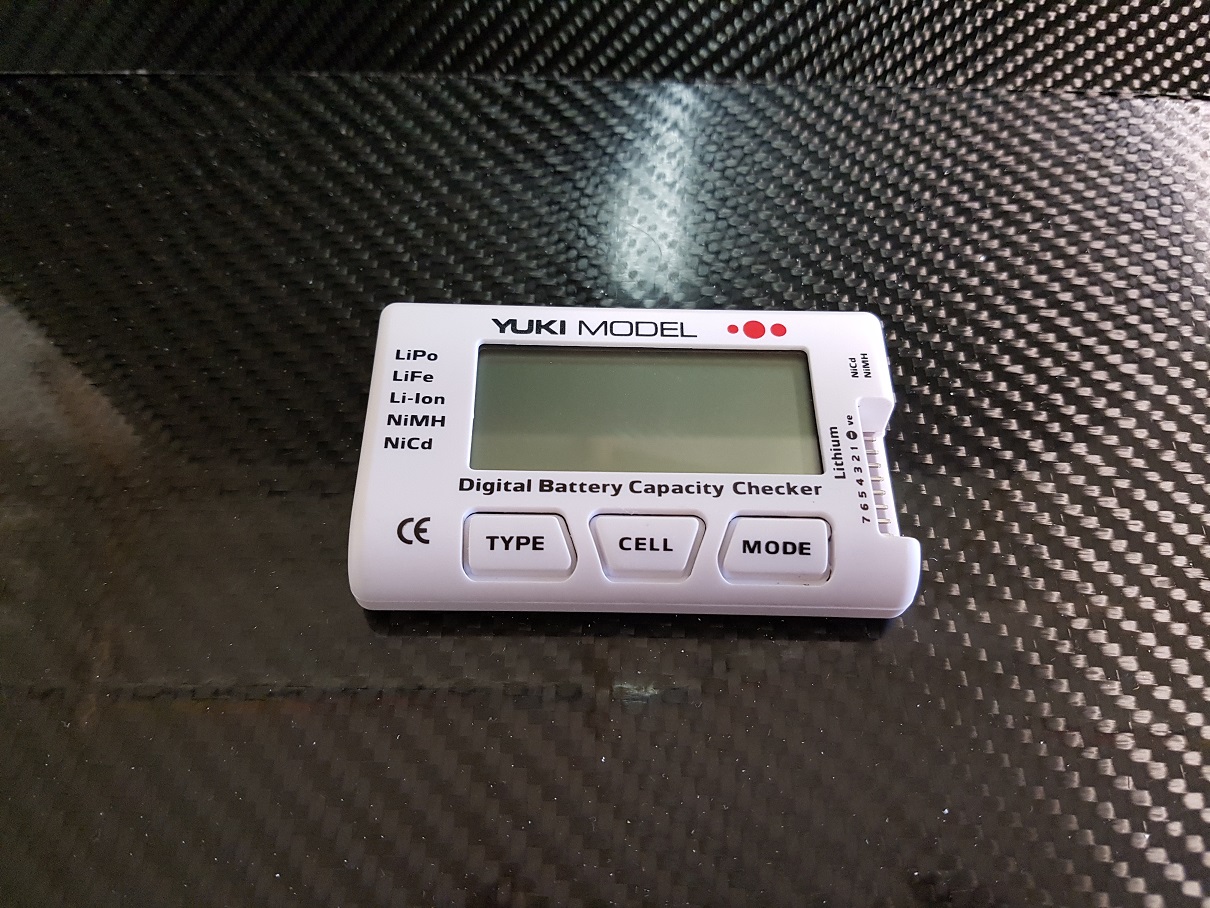 YUKI MODEL
LiPo
LiFe
Li-Ion
NiMH
NiCd
NiCd
NiMH
Lithium
7 6 5 4 3 2 1 ⊖ ve
Digital Battery Capacity Checker
CE
TYPE
CELL
MODE